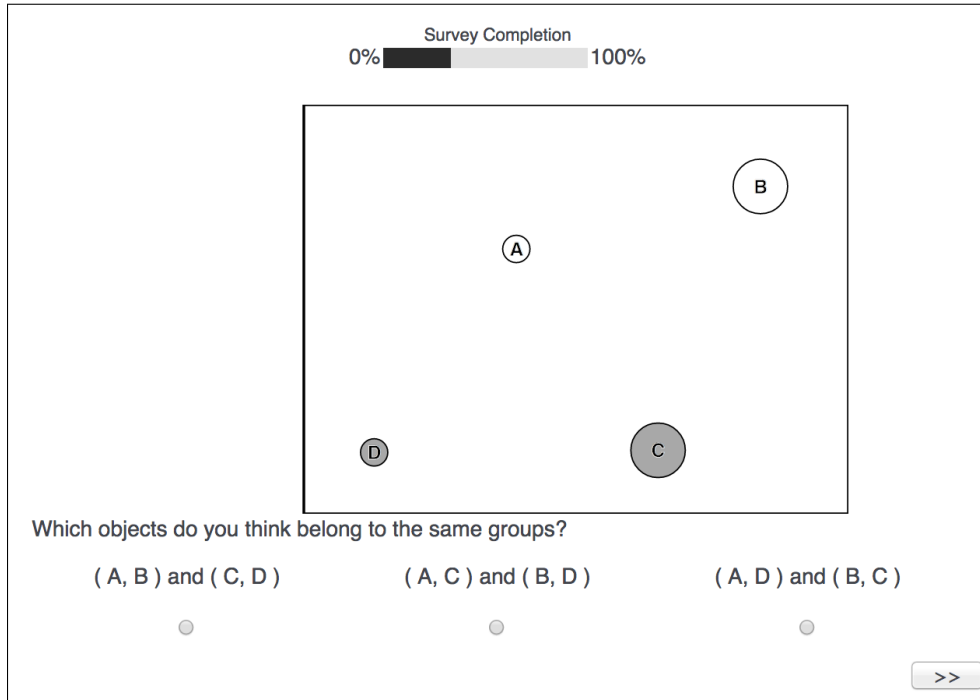 Survey Completion
0% 100%
B
A
D
C
Which objects do you think belong to the same groups?
( A, B ) and ( C, D ) ( A, C ) and ( B, D ) ( A, D ) and ( B, C )
>>